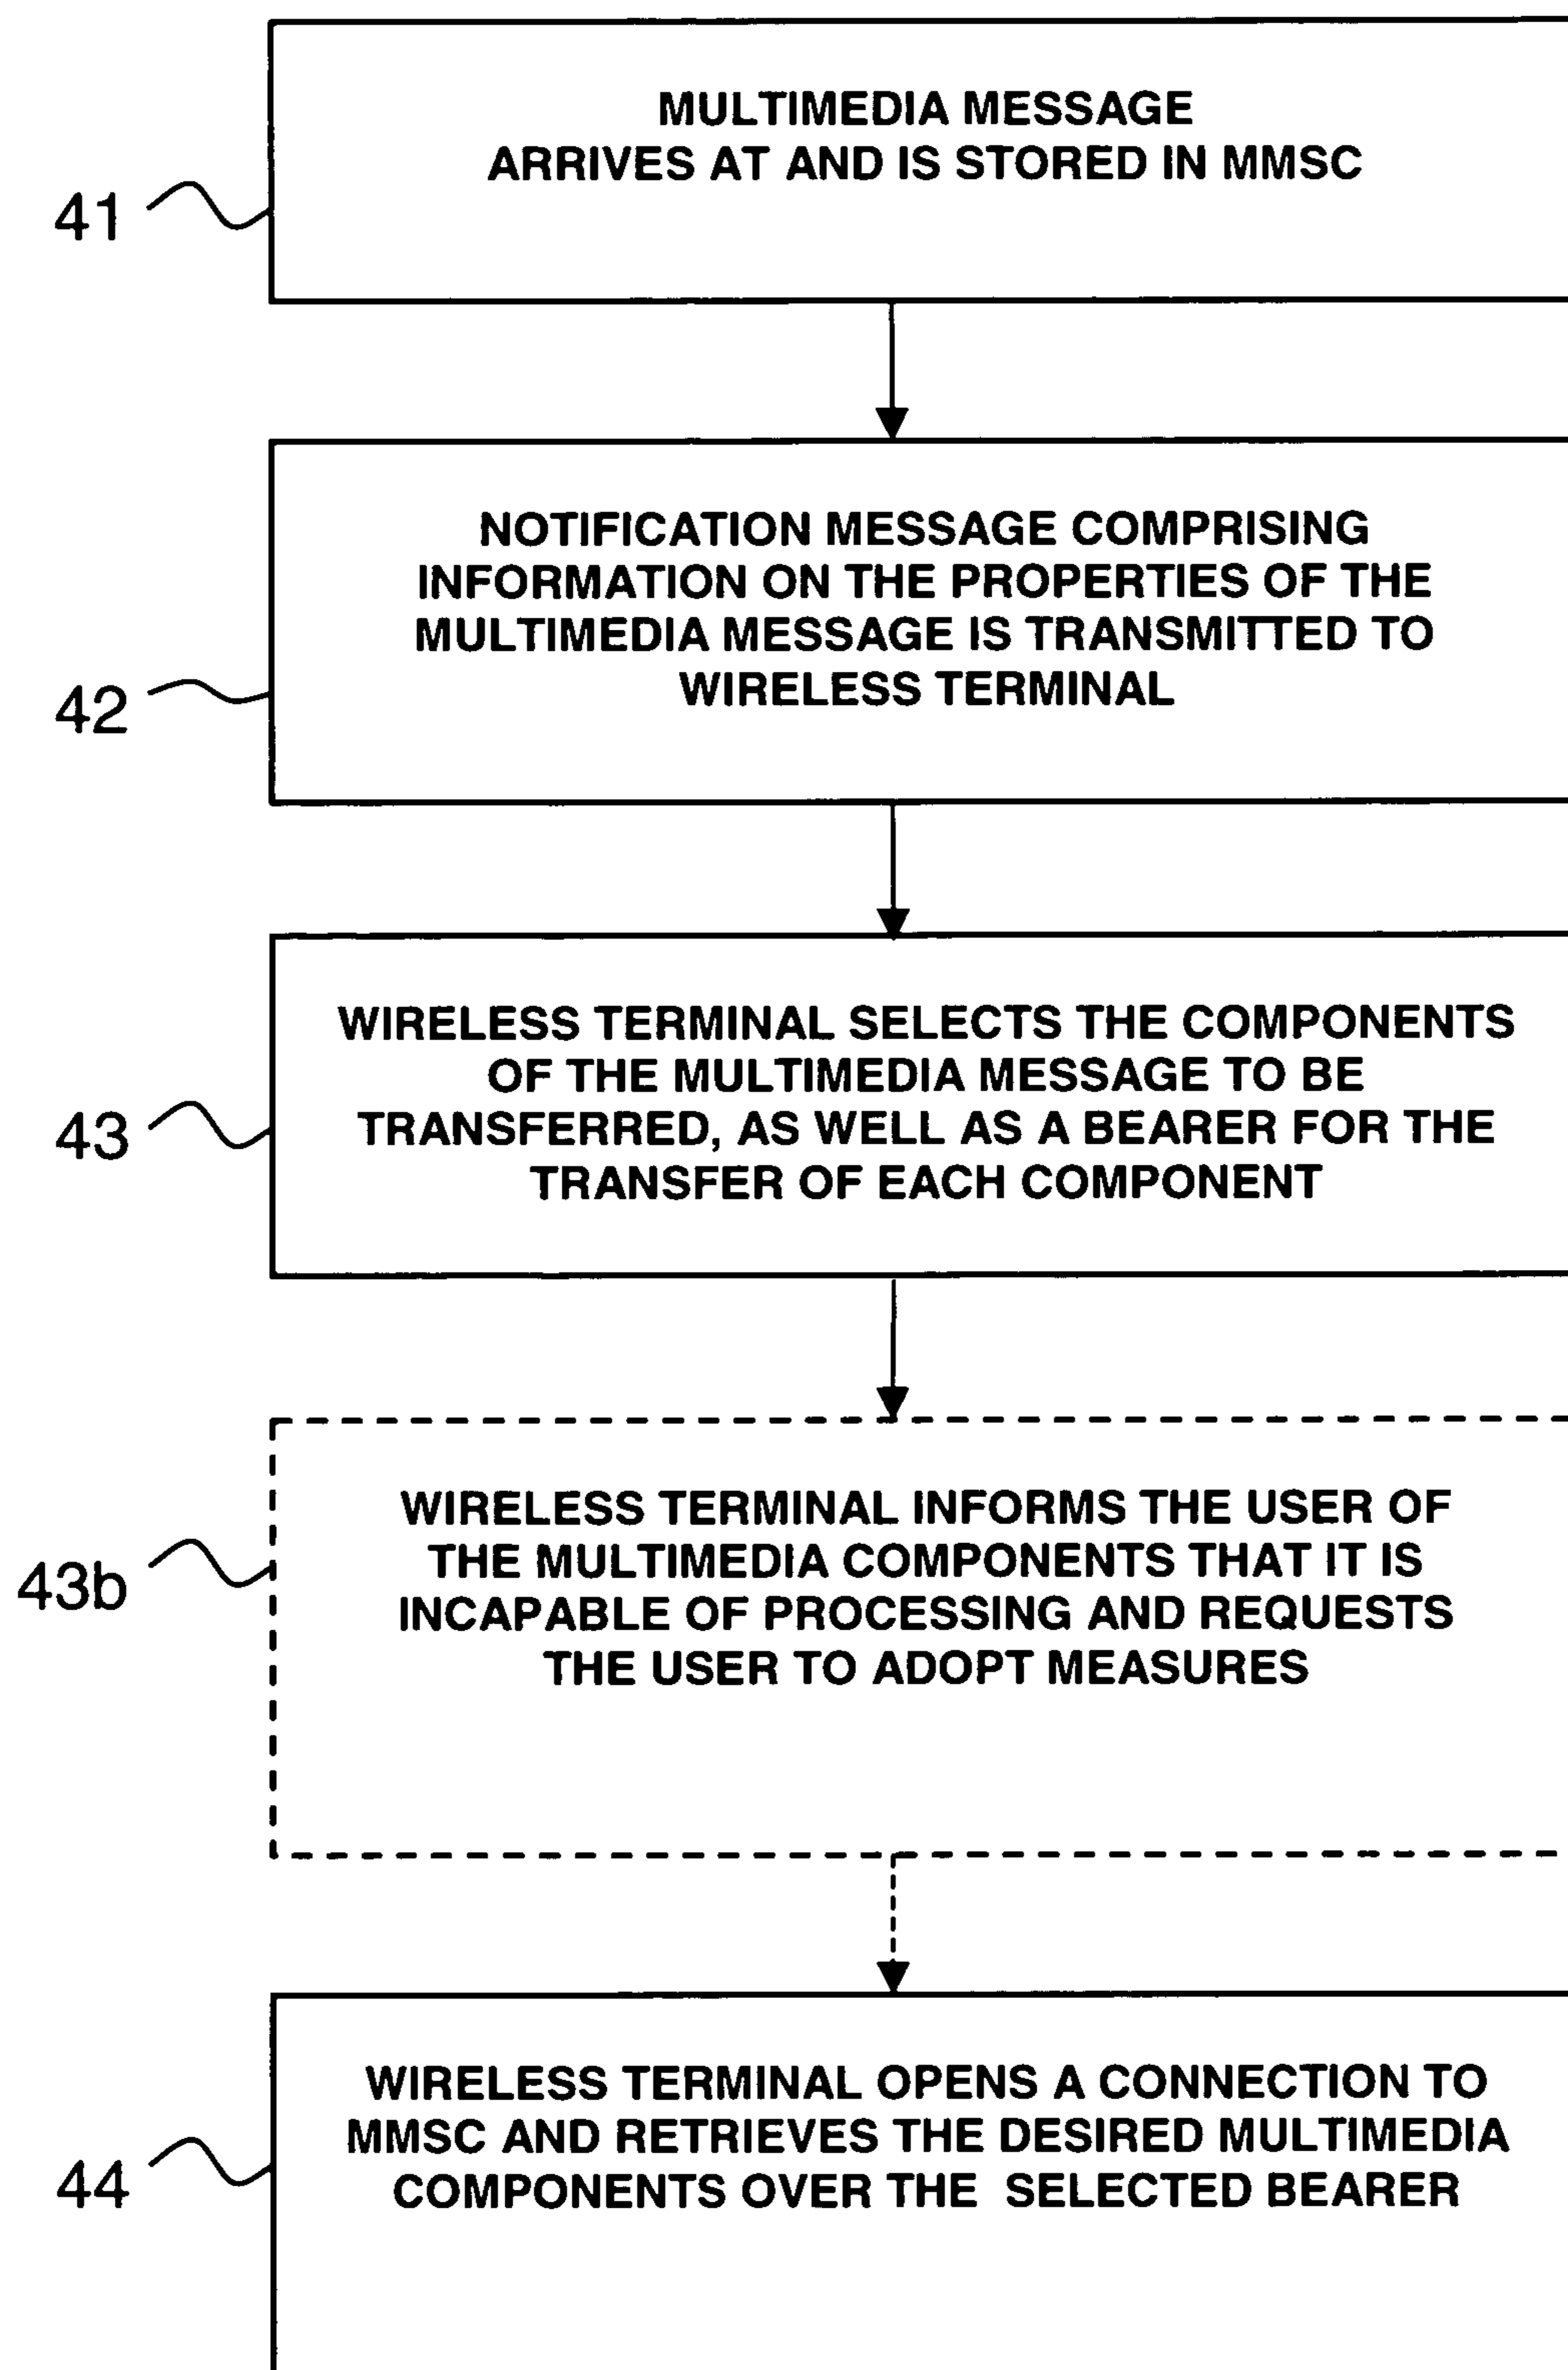 MULTIMEDIA MESSAGE
ARRIVES AT AND IS STORED IN MMSC
41
NOTIFICATION MESSAGE COMPRISING
INFORMATION ON THE PROPERTIES OF THE
MULTIMEDIA MESSAGE IS TRANSMITTED TO
WIRELESS TERMINAL
42
WIRELESS TERMINAL SELECTS THE COMPONENTS
OF THE MULTIMEDIA MESSAGE TO BE
TRANSFERRED, AS WELL AS A BEARER FOR THE
TRANSFER OF EACH COMPONENT
43
WIRELESS TERMINAL INFORMS THE USER OF
THE MULTIMEDIA COMPONENTS THAT IT IS
INCAPABLE OF PROCESSING AND REQUESTS
THE USER TO ADOPT MEASURES
43b
WIRELESS TERMINAL OPENS A CONNECTION TO
MMSC AND RETRIEVES THE DESIRED MULTIMEDIA
COMPONENTS OVER THE SELECTED BEARER
44